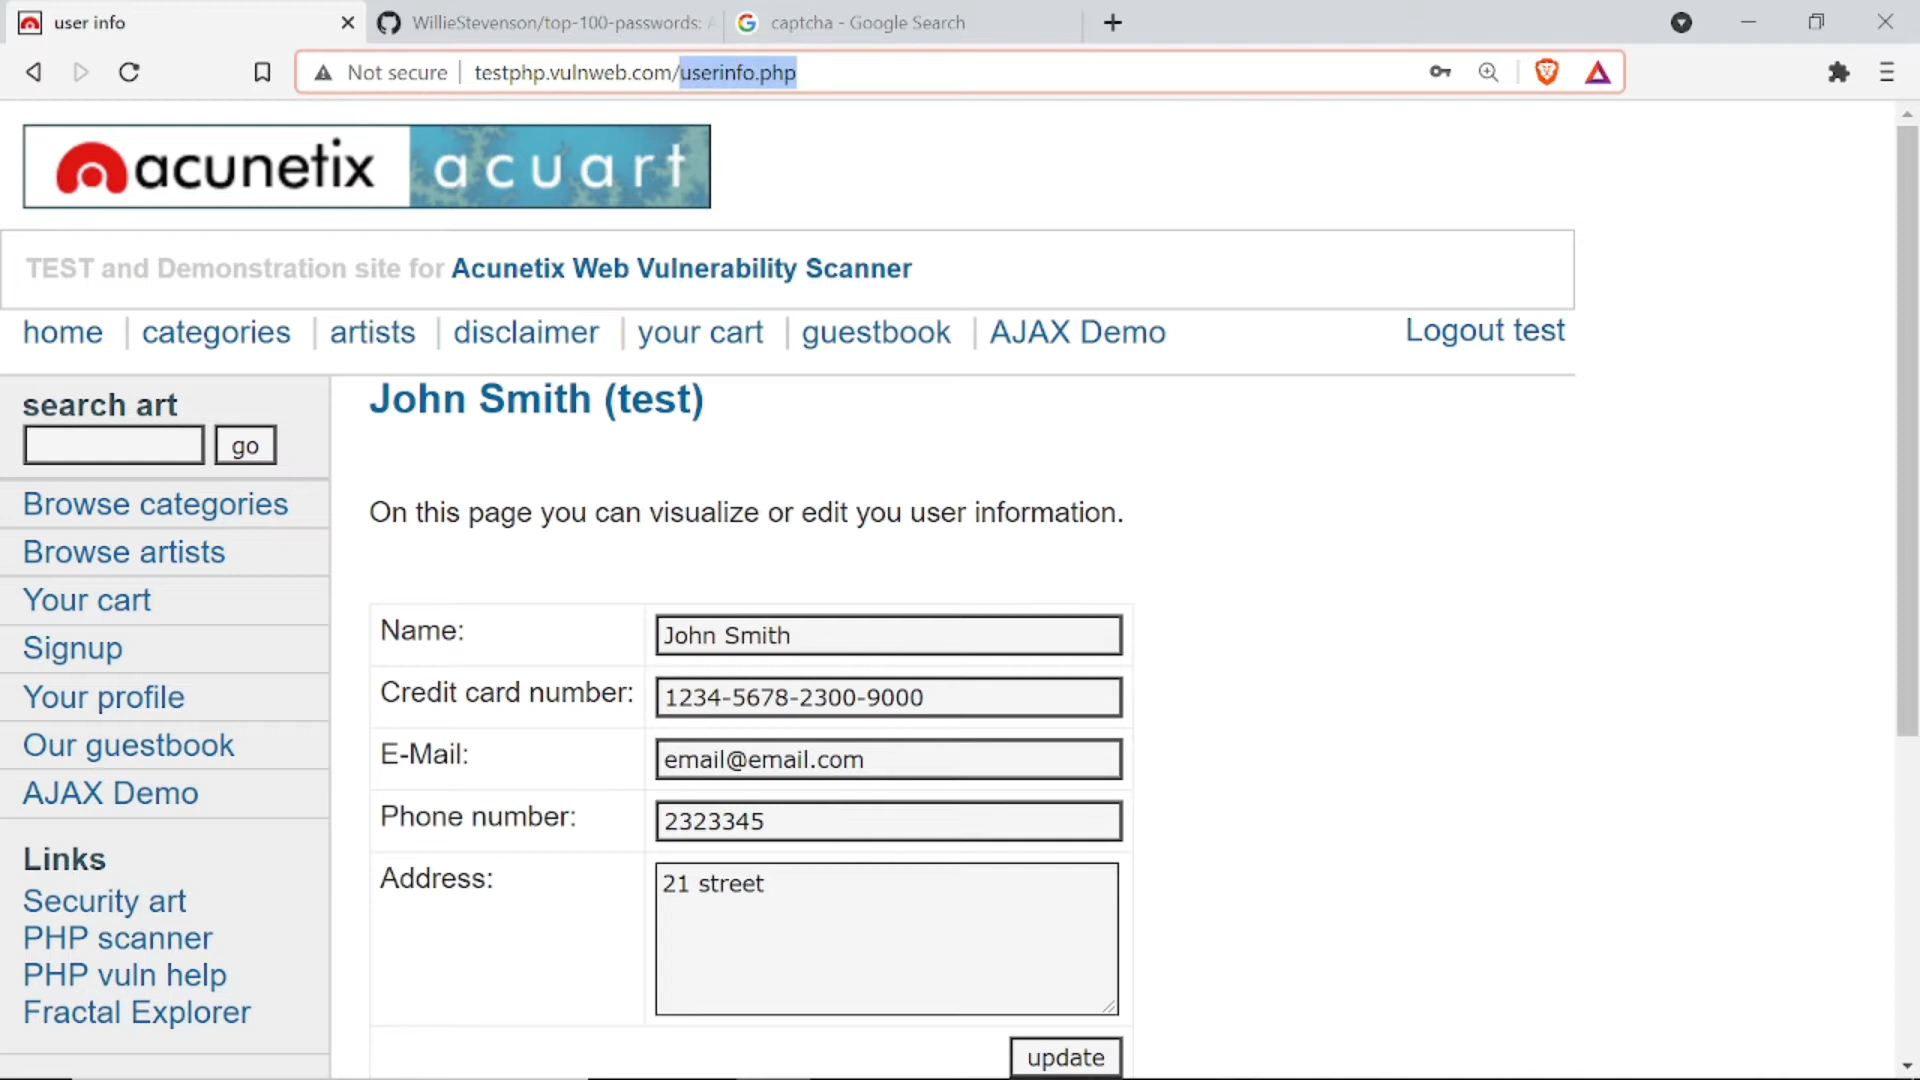 user info
WillieStevenson/top-100-passwords: A
captcha - Google Search
Not secure
testphp.vulnweb.com/userinfo.php
acunetix acuart
TEST and Demonstration site for Acunetix Web Vulnerability Scanner
home | categories | artists | disclaimer | your cart | guestbook | AJAX Demo
Logout test
search art
go
Browse categories
Browse artists
Your cart
Signup
Your profile
Our guestbook
AJAX Demo
Links
Security art
PHP scanner
PHP vuln help
Fractal Explorer
John Smith (test)
On this page you can visualize or edit you user information.
Name: John Smith
Credit card number: 1234-5678-2300-9000
E-Mail: email@email.com
Phone number: 2323345
Address: 21 street
update